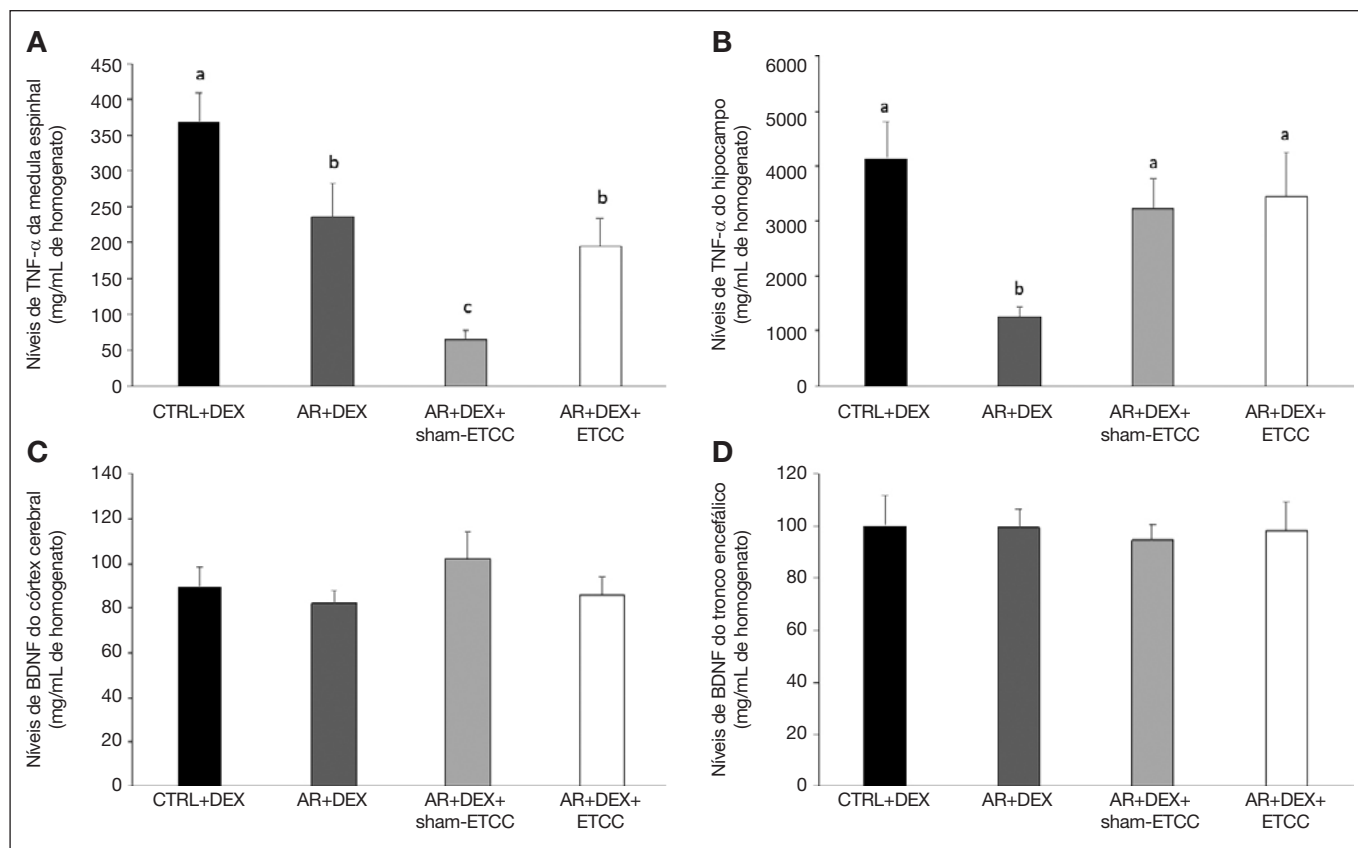 A
Níveis de TNF-α da medula espinhal
(mg/mL de homogenato)
450
400
350
300
250
200
150
100
50
0
a
b
c
b
CTRL+DEX
AR+DEX
AR+DEX+
sham-ETCC
AR+DEX+
ETCC
B
Níveis de TNF-α do hipocampo
(mg/mL de homogenato)
6000
5000
4000
3000
2000
1000
0
a
b
a
a
CTRL+DEX
AR+DEX
AR+DEX+
sham-ETCC
AR+DEX+
ETCC
C
Níveis de BDNF do córtex cerebral
(mg/mL de homogenato)
140
120
100
80
60
40
20
0
CTRL+DEX
AR+DEX
AR+DEX+
sham-ETCC
AR+DEX+
ETCC
D
Níveis de BDNF do tronco encefálico
(mg/mL de homogenato)
120
100
80
60
40
20
0
CTRL+DEX
AR+DEX
AR+DEX+
sham-ETCC
AR+DEX+
ETCC